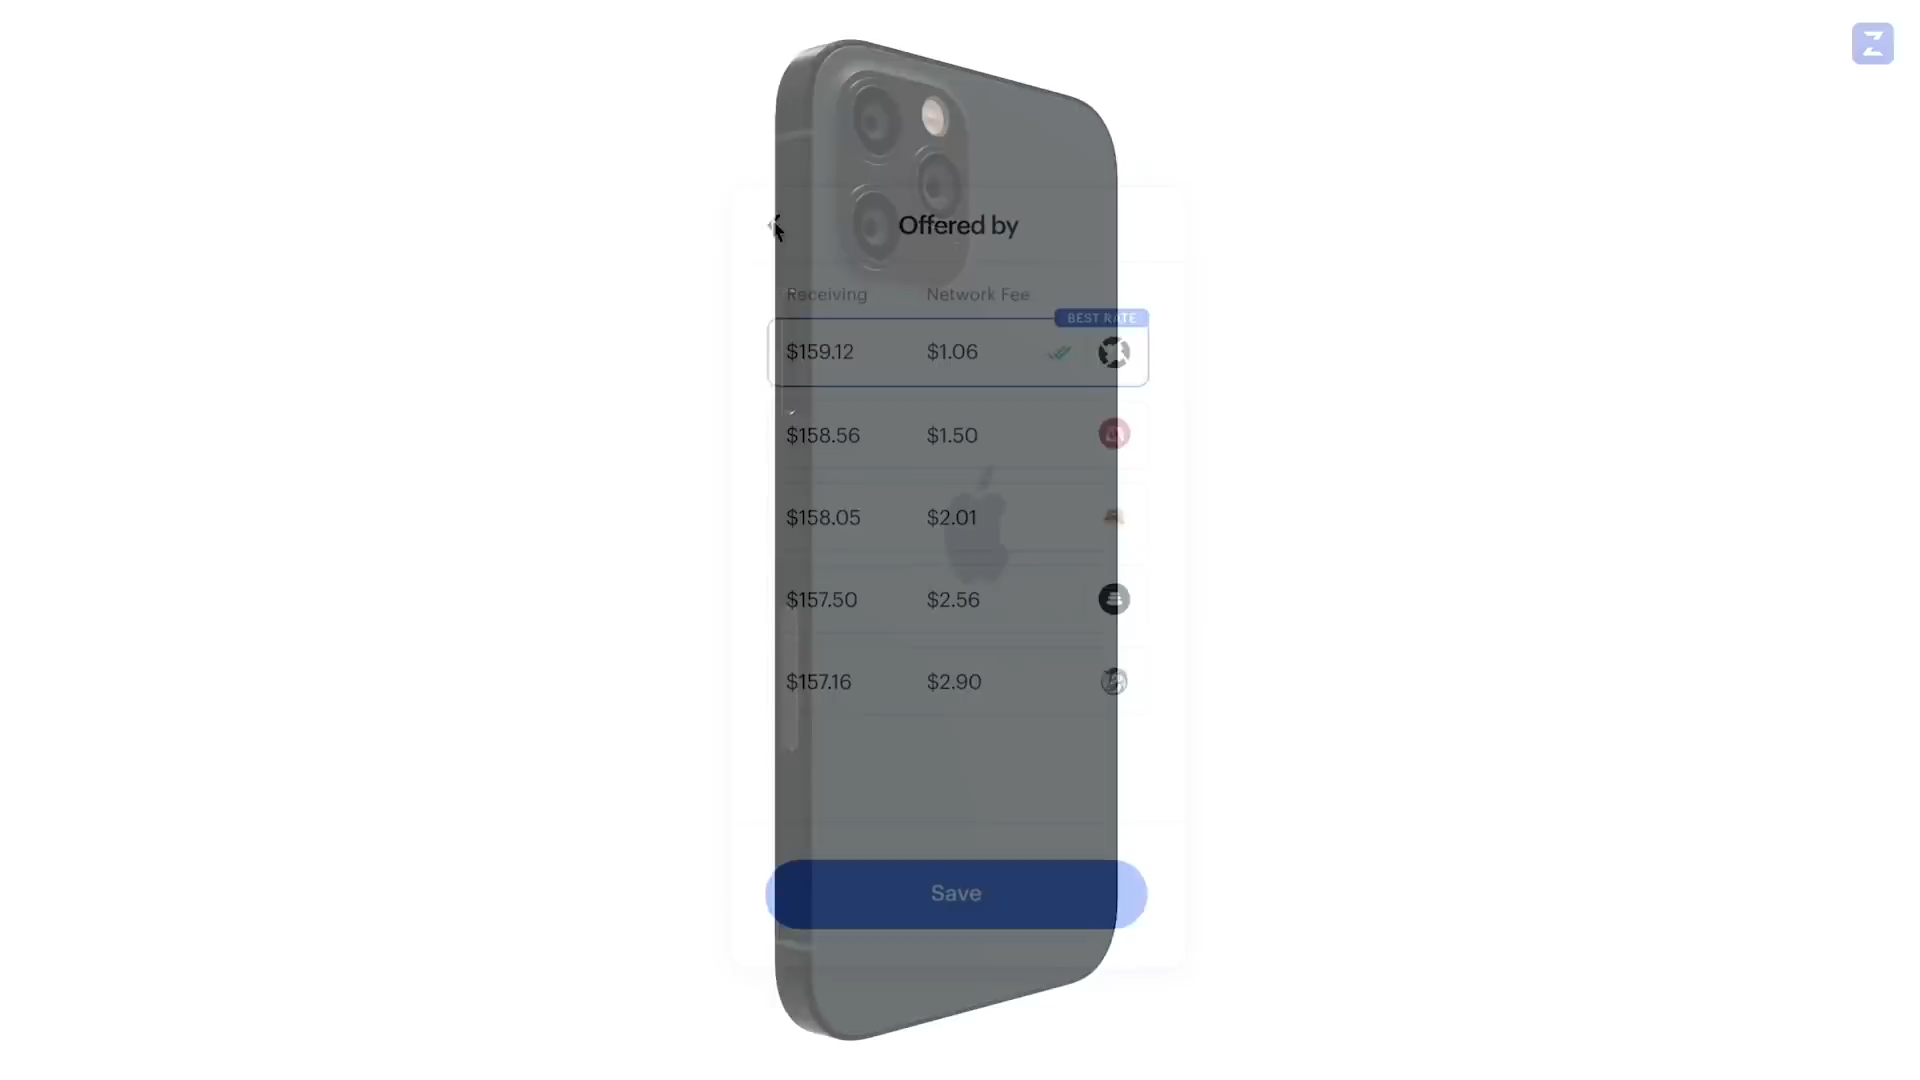 Offered by
Receiving Network Fee
BEST RATE
$159.12 $1.06
$158.56 $1.50
$158.05 $2.01
$157.50 $2.56
$157.16 $2.90
Save